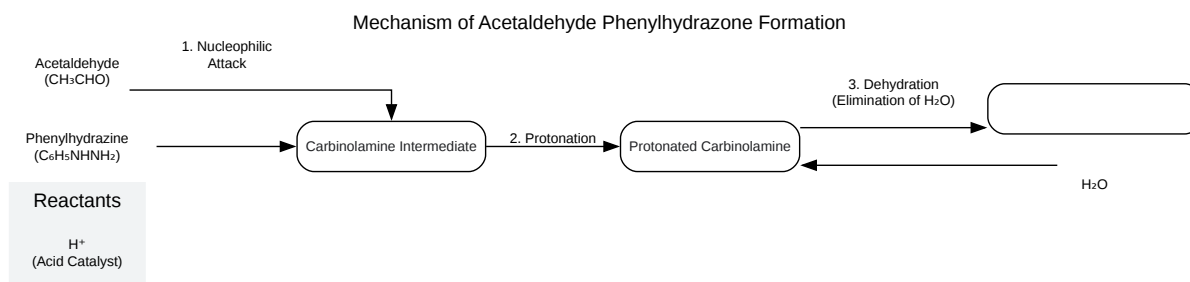 Mechanism of Acetaldehyde Phenylhydrazone Formation
1. Nucleophilic
Attack
Acetaldehyde
(CH₃CHO)
3. Dehydration
(Elimination of H₂O)
Phenylhydrazine
(C₆H₅NHNH₂)
Carbinolamine Intermediate
2. Protonation
Protonated Carbinolamine
H₂O
Reactants
H⁺
(Acid Catalyst)